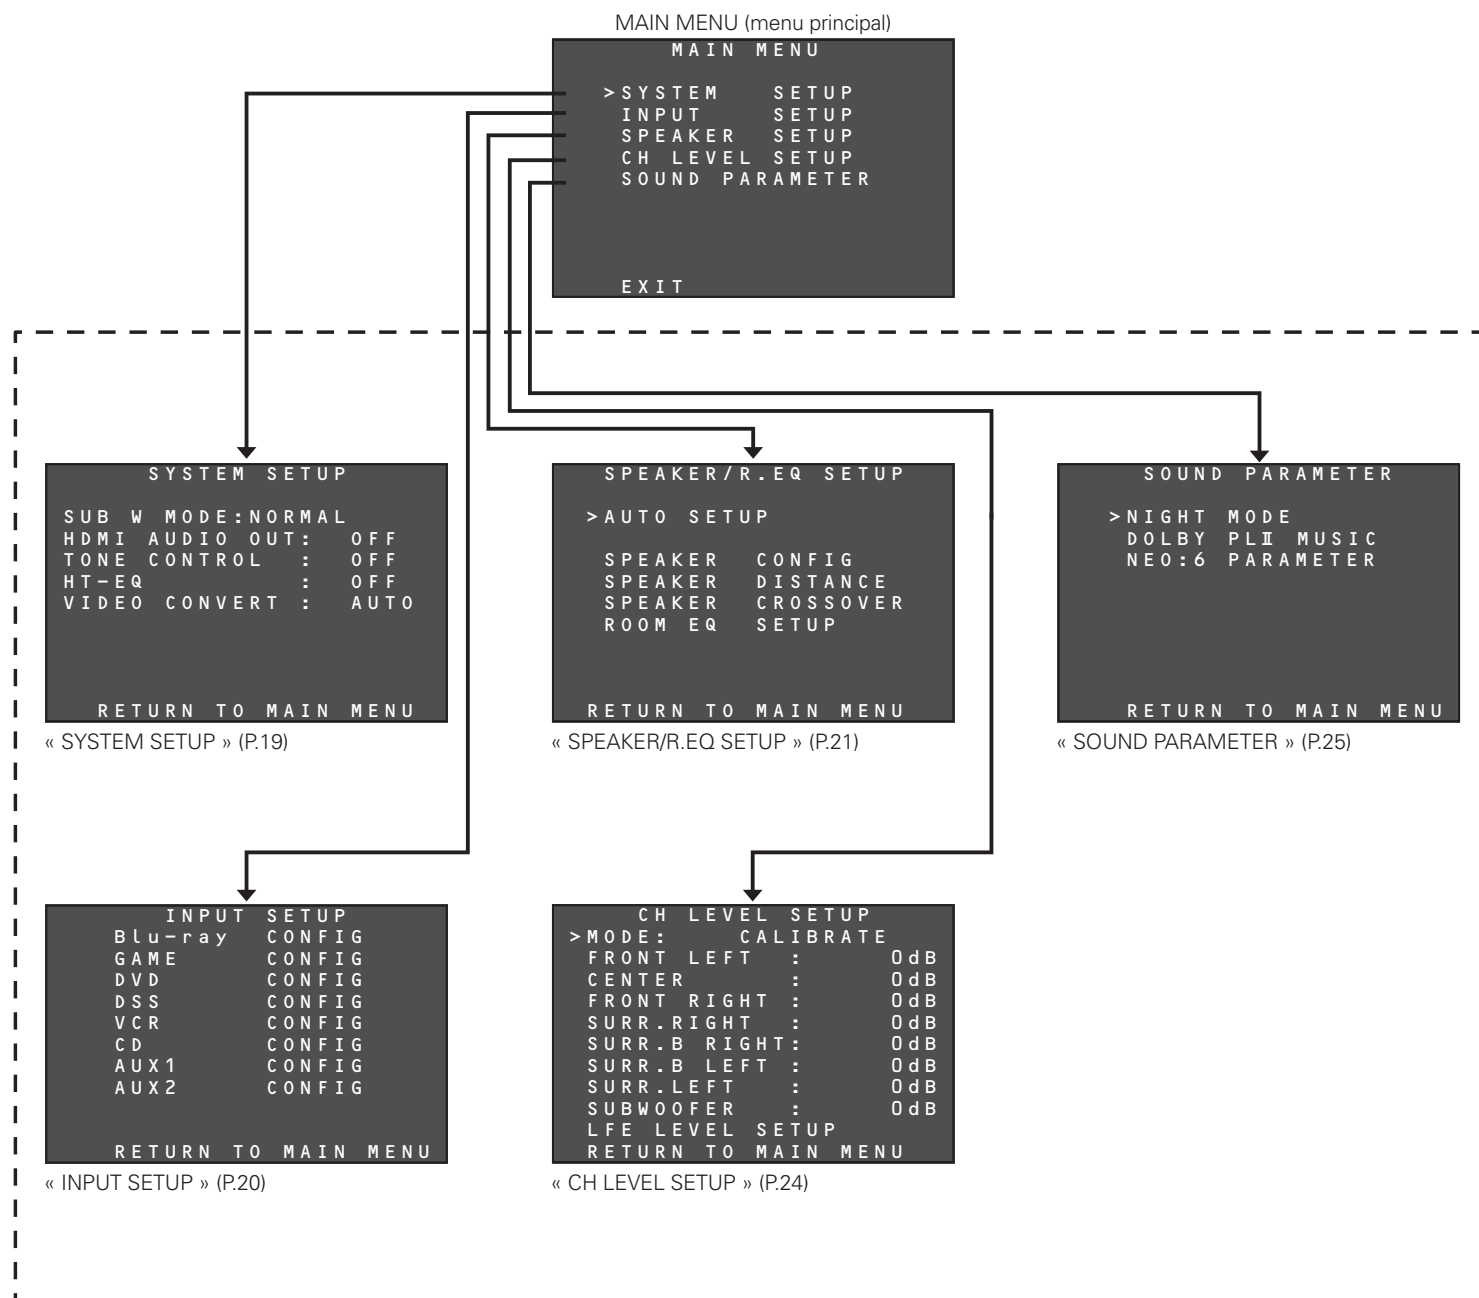 MAIN MENU (menu principal)
MAIN MENU
>SYSTEM SETUP
INPUT SETUP
SPEAKER SETUP
CH LEVEL SETUP
SOUND PARAMETER
EXIT
SYSTEM SETUP
SUB W MODE:NORMAL
HDMI AUDIO OUT: OFF
TONE CONTROL : OFF
HT-EQ : OFF
VIDEO CONVERT : AUTO
RETURN TO MAIN MENU
« SYSTEM SETUP » (P.19)
SPEAKER/R.EQ SETUP
>AUTO SETUP
SPEAKER CONFIG
SPEAKER DISTANCE
SPEAKER CROSSOVER
ROOM EQ SETUP
RETURN TO MAIN MENU
« SPEAKER/R.EQ SETUP » (P.21)
SOUND PARAMETER
>NIGHT MODE
DOLBY PLⅡ MUSIC
NEO:6 PARAMETER
RETURN TO MAIN MENU
« SOUND PARAMETER » (P.25)
INPUT SETUP
Blu-ray CONFIG
GAME CONFIG
DVD CONFIG
DSS CONFIG
VCR CONFIG
CD CONFIG
AUX1 CONFIG
AUX2 CONFIG
RETURN TO MAIN MENU
« INPUT SETUP » (P.20)
CH LEVEL SETUP
>MODE: CALIBRATE
FRONT LEFT : 0dB
CENTER : 0dB
FRONT RIGHT : 0dB
SURR.RIGHT : 0dB
SURR.B RIGHT: 0dB
SURR.B LEFT : 0dB
SURR.LEFT : 0dB
SUBWOOFER : 0dB
LFE LEVEL SETUP
RETURN TO MAIN MENU
« CH LEVEL SETUP » (P.24)